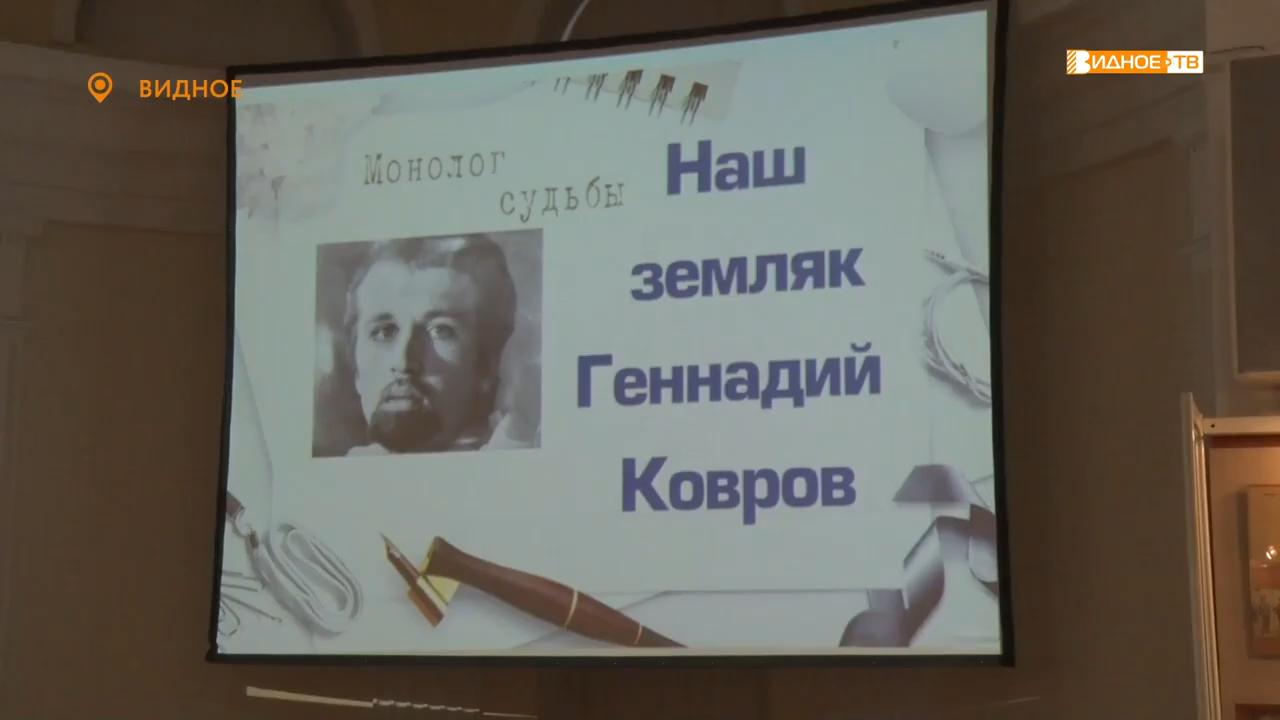 ВИДНОЕ
ВИДНОЕ ТВ
Монолог
судьбы
Наш
земляк
Геннадий
Ковров